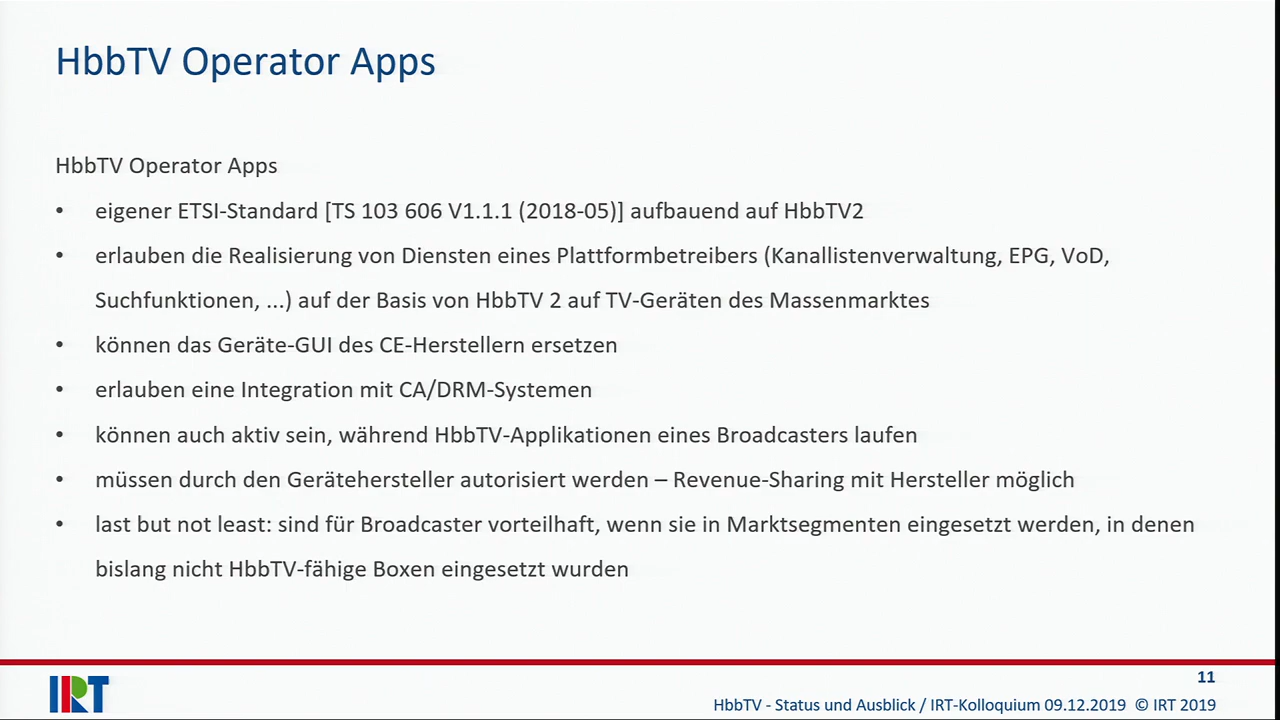 HbbTV Operator Apps
HbbTV Operator Apps
• eigener ETSI-Standard [TS 103 606 V1.1.1 (2018-05)] aufbauend auf HbbTV2
• erlauben die Realisierung von Diensten eines Plattformbetreibers (Kanallistenverwaltung, EPG, VoD,
Suchfunktionen, ...) auf der Basis von HbbTV 2 auf TV-Geräten des Massenmarktes
• können das Geräte-GUI des CE-Herstellern ersetzen
• erlauben eine Integration mit CA/DRM-Systemen
• können auch aktiv sein, während HbbTV-Applikationen eines Broadcasters laufen
• müssen durch den Gerätehersteller autorisiert werden – Revenue-Sharing mit Hersteller möglich
• last but not least: sind für Broadcaster vorteilhaft, wenn sie in Marktsegmenten eingesetzt werden, in denen
bislang nicht HbbTV-fähige Boxen eingesetzt wurden
11
IRT
HbbTV - Status und Ausblick / IRT-Kolloquium 09.12.2019 © IRT 2019